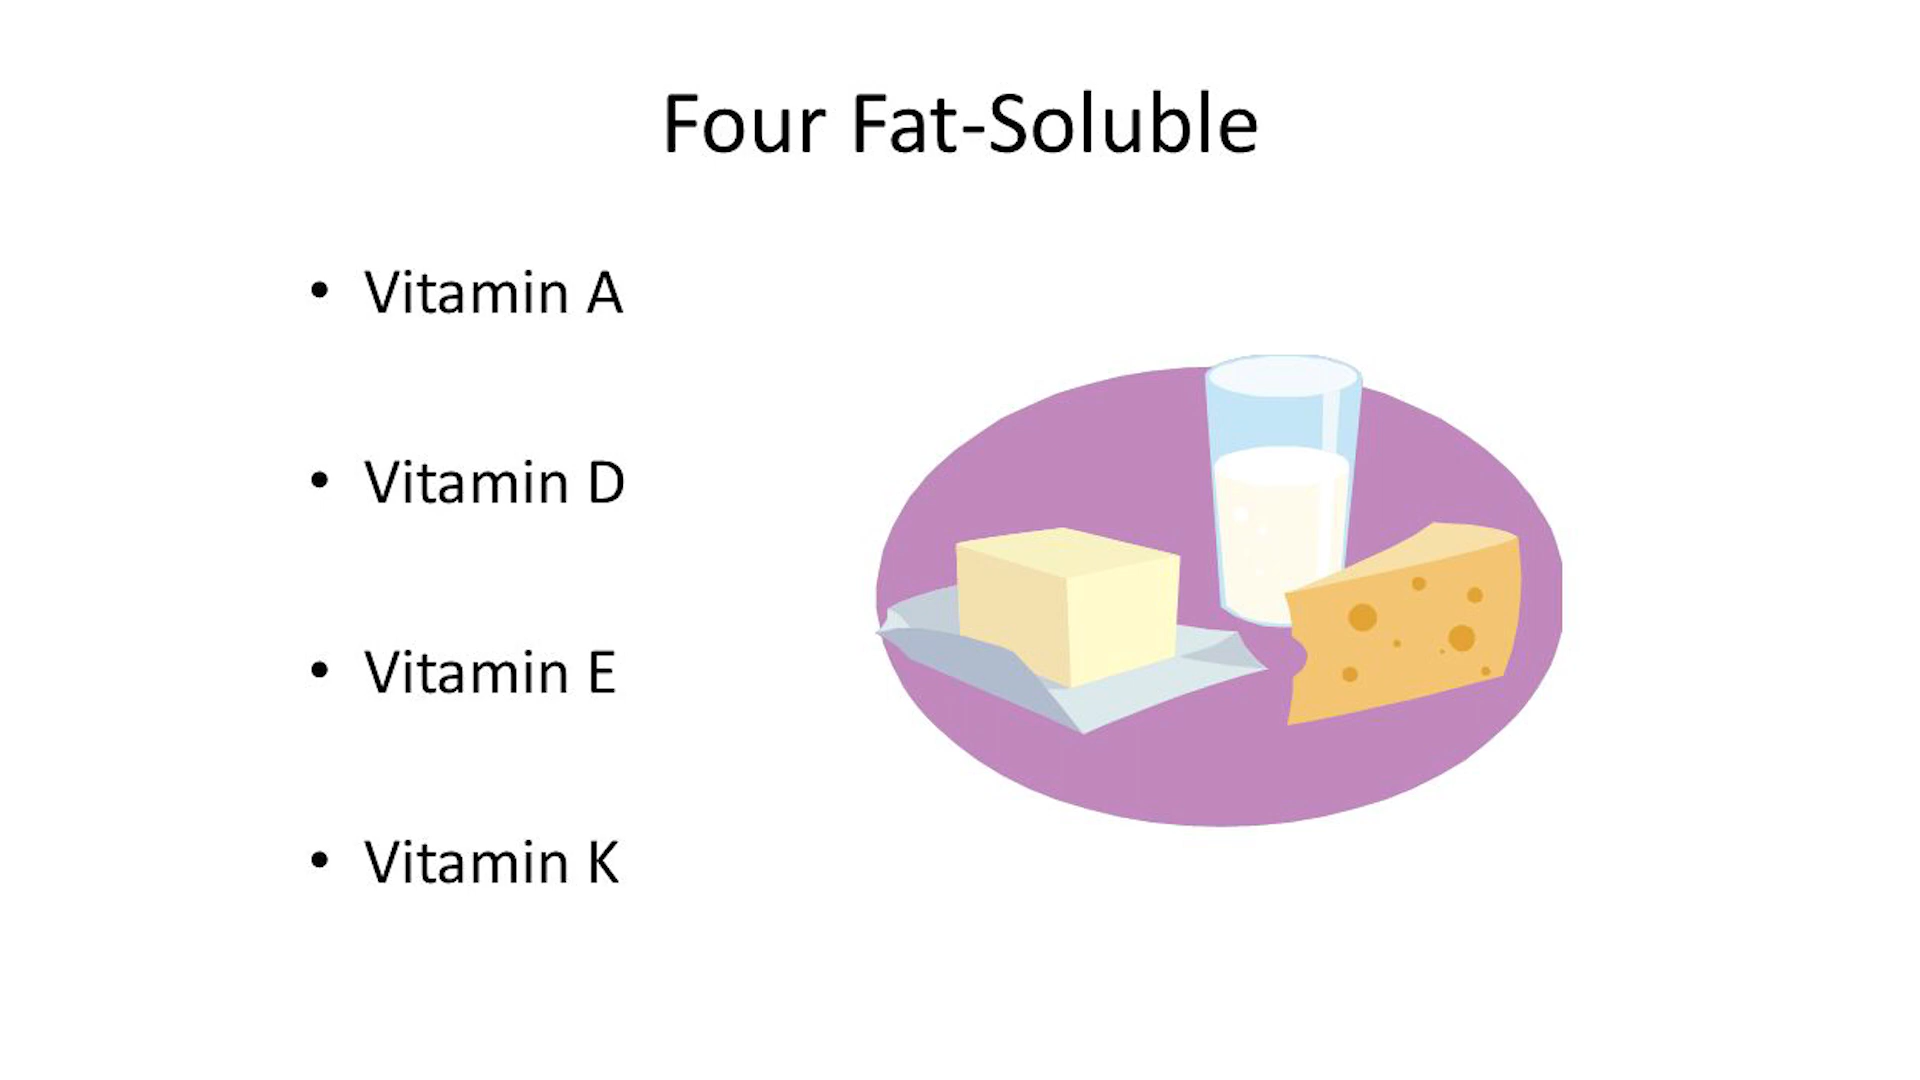 Four Fat-Soluble
• Vitamin A
• Vitamin D
• Vitamin E
• Vitamin K